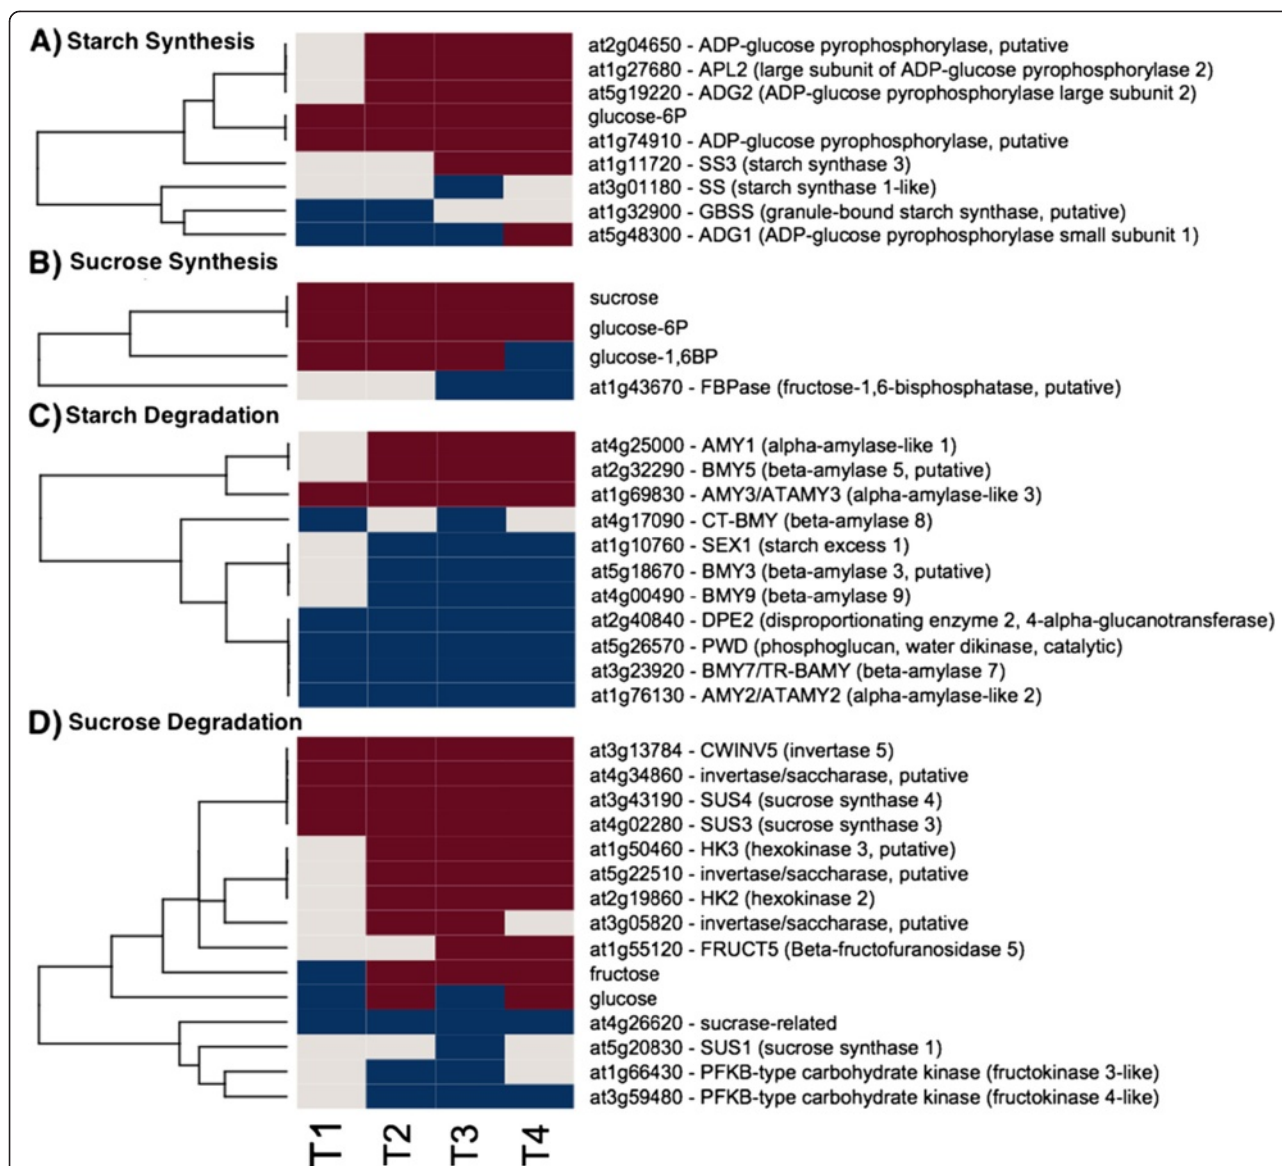 A) Starch Synthesis
at2g04650 - ADP-glucose pyrophosphorylase, putative
at1g27680 - APL2 (large subunit of ADP-glucose pyrophosphorylase 2)
at5g19220 - ADG2 (ADP-glucose pyrophosphorylase large subunit 2)
glucose-6P
at1g74910 - ADP-glucose pyrophosphorylase, putative
at1g11720 - SS3 (starch synthase 3)
at3g01180 - SS (starch synthase 1-like)
at1g32900 - GBSS (granule-bound starch synthase, putative)
at5g48300 - ADG1 (ADP-glucose pyrophosphorylase small subunit 1)
B) Sucrose Synthesis
sucrose
glucose-6P
glucose-1,6BP
at1g43670 - FBPase (fructose-1,6-bisphosphatase, putative)
C) Starch Degradation
at4g25000 - AMY1 (alpha-amylase-like 1)
at2g32290 - BMY5 (beta-amylase 5, putative)
at1g69830 - AMY3/ATAMY3 (alpha-amylase-like 3)
at4g17090 - CT-BMY (beta-amylase 8)
at1g10760 - SEX1 (starch excess 1)
at5g18670 - BMY3 (beta-amylase 3, putative)
at4g00490 - BMY9 (beta-amylase 9)
at2g40840 - DPE2 (disproportionating enzyme 2, 4-alpha-glucanotransferase)
at5g26570 - PWD (phosphoglucan, water dikinase, catalytic)
at3g23920 - BMY7/TR-BAMY (beta-amylase 7)
at1g76130 - AMY2/ATAMY2 (alpha-amylase-like 2)
D) Sucrose Degradation
at3g13784 - CWINV5 (invertase 5)
at4g34860 - invertase/saccharase, putative
at3g43190 - SUS4 (sucrose synthase 4)
at4g02280 - SUS3 (sucrose synthase 3)
at1g50460 - HK3 (hexokinase 3, putative)
at5g22510 - invertase/saccharase, putative
at2g19860 - HK2 (hexokinase 2)
at3g05820 - invertase/saccharase, putative
at1g55120 - FRUCT5 (Beta-fructofuranosidase 5)
fructose
glucose
at4g26620 - sucrase-related
at5g20830 - SUS1 (sucrose synthase 1)
at1g66430 - PFKB-type carbohydrate kinase (fructokinase 3-like)
at3g59480 - PFKB-type carbohydrate kinase (fructokinase 4-like)
T1 T2 T3 T4